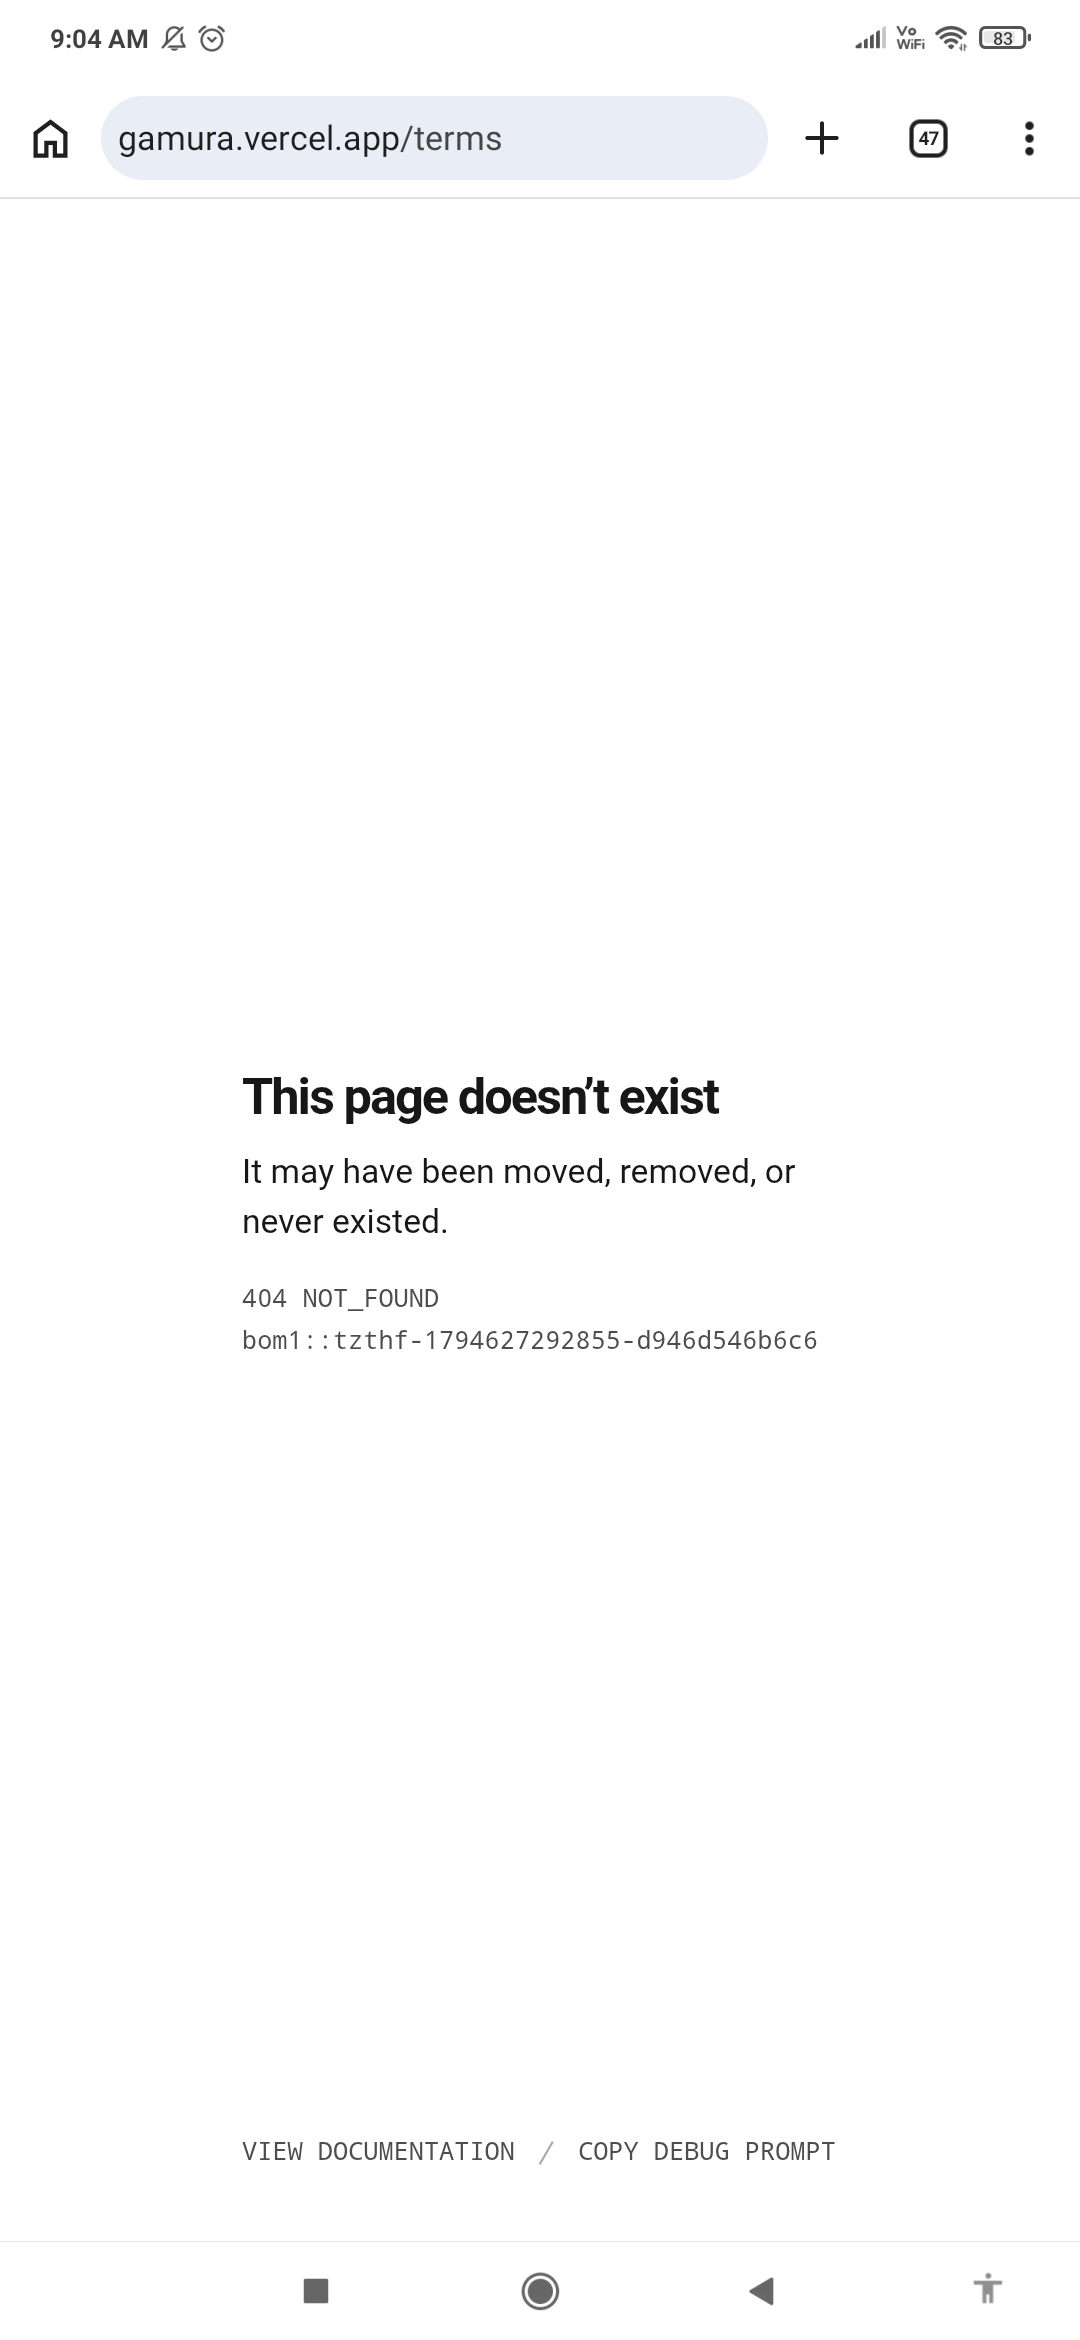 9:04 AM
Vo
WiFi
83
gamura.vercel.app/terms
47
This page doesn’t exist
It may have been moved, removed, or
never existed.
404 NOT_FOUND
bom1::tzthf-1794627292855-d946d546b6c6
VIEW DOCUMENTATION / COPY DEBUG PROMPT